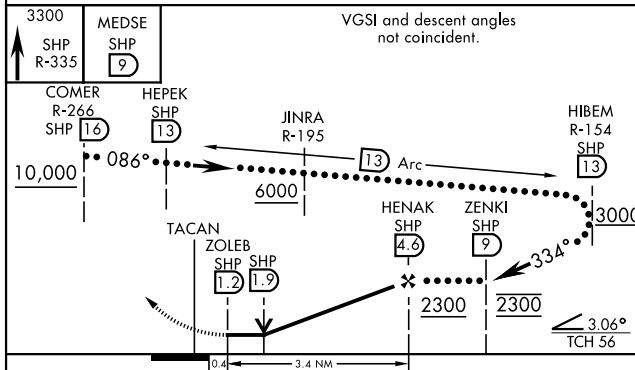 3300
SHP
R-335
MEDSE
SHP
9
VGSI and descent angles
not coincident.
COMER
R-266
SHP 16
HEPEK
SHP
13
JINRA
R-195
HIBEM
R-154
SHP
13
13 Arc
086°
10,000
6000
3000
TACAN
HENAK
SHP
4.6
ZENKI
SHP
9
334°
ZOLEB
SHP
1.2
SHP
1.9
2300
2300
3.06°
TCH 56
0.4
3.4 NM